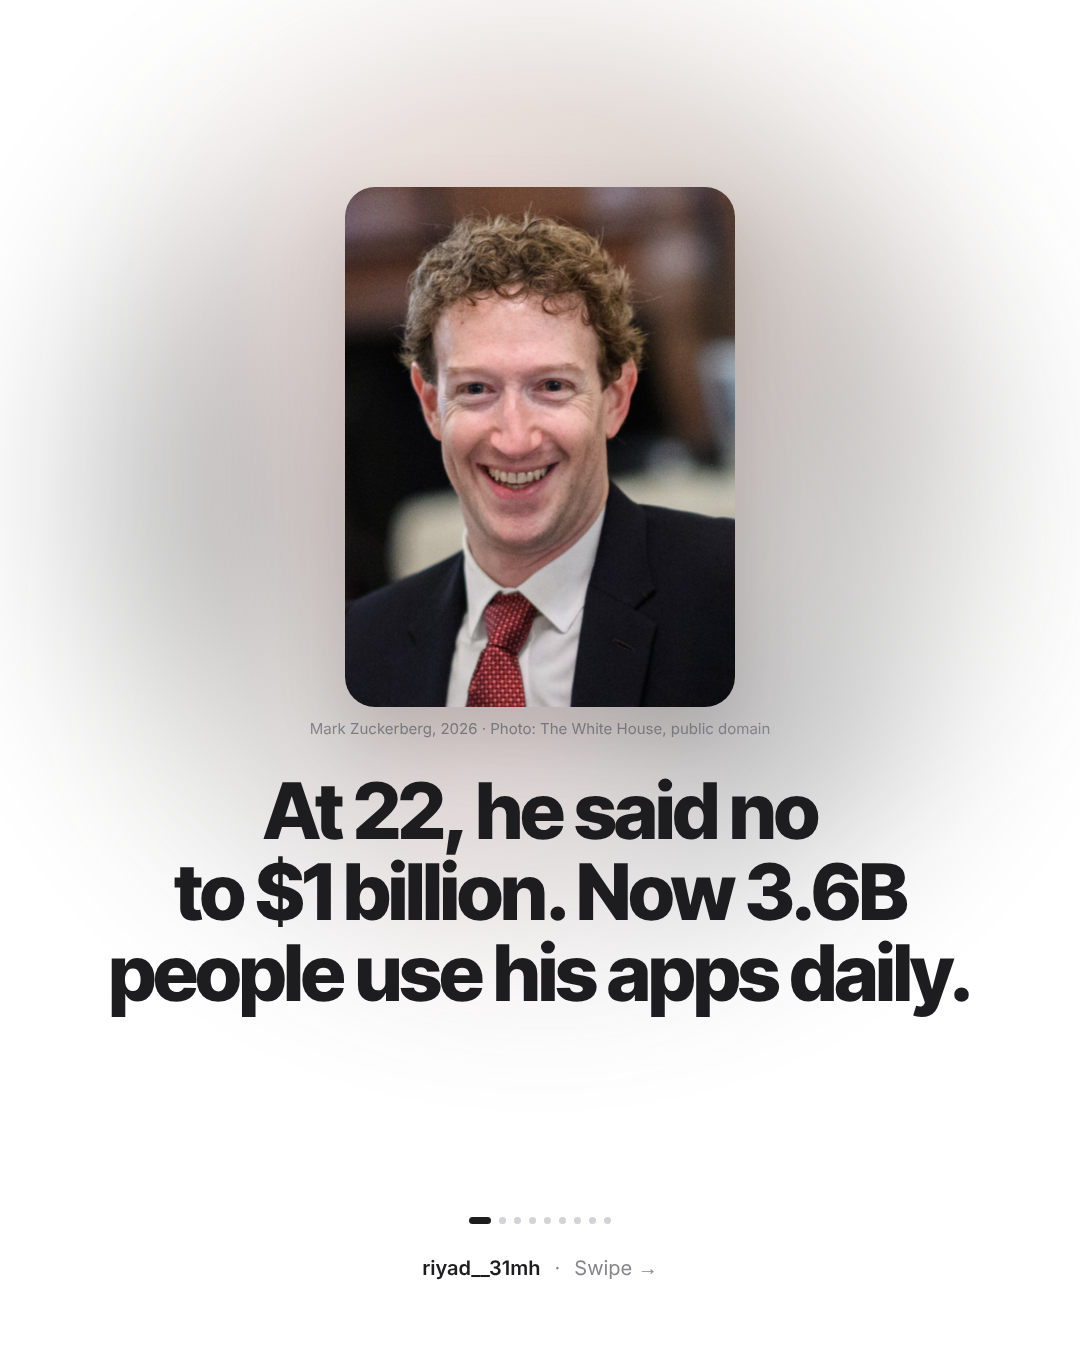 Mark Zuckerberg, 2026 · Photo: The White House, public domain
At 22, he said no
to $1 billion. Now 3.6B
people use his apps daily.
riyad__31mh · Swipe →